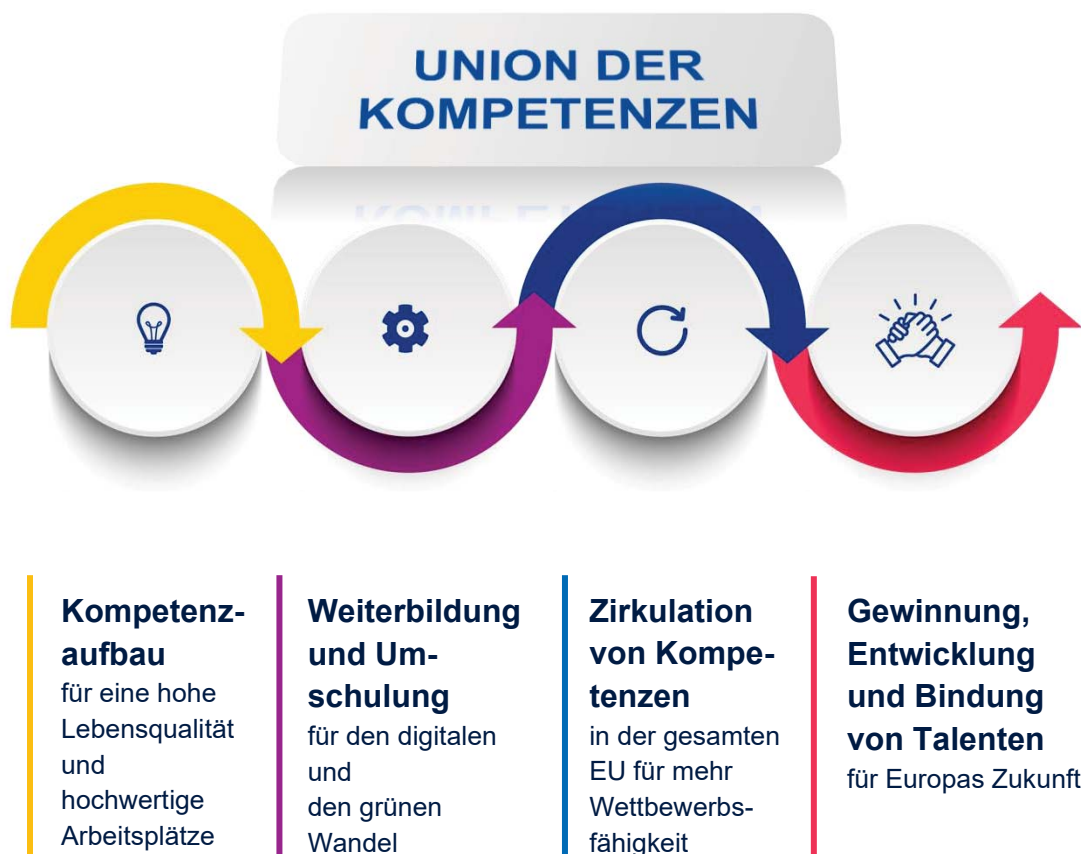 UNION DER
KOMPETENZEN
Kompetenz-
aufbau
für eine hohe
Lebensqualität
und
hochwertige
Arbeitsplätze
Weiterbildung
und Um-
schulung
für den digitalen
und
den grünen
Wandel
Zirkulation
von Kompe-
tenzen
in der gesamten
EU für mehr
Wettbewerbs-
fähigkeit
Gewinnung,
Entwicklung
und Bindung
von Talenten
für Europas Zukunft